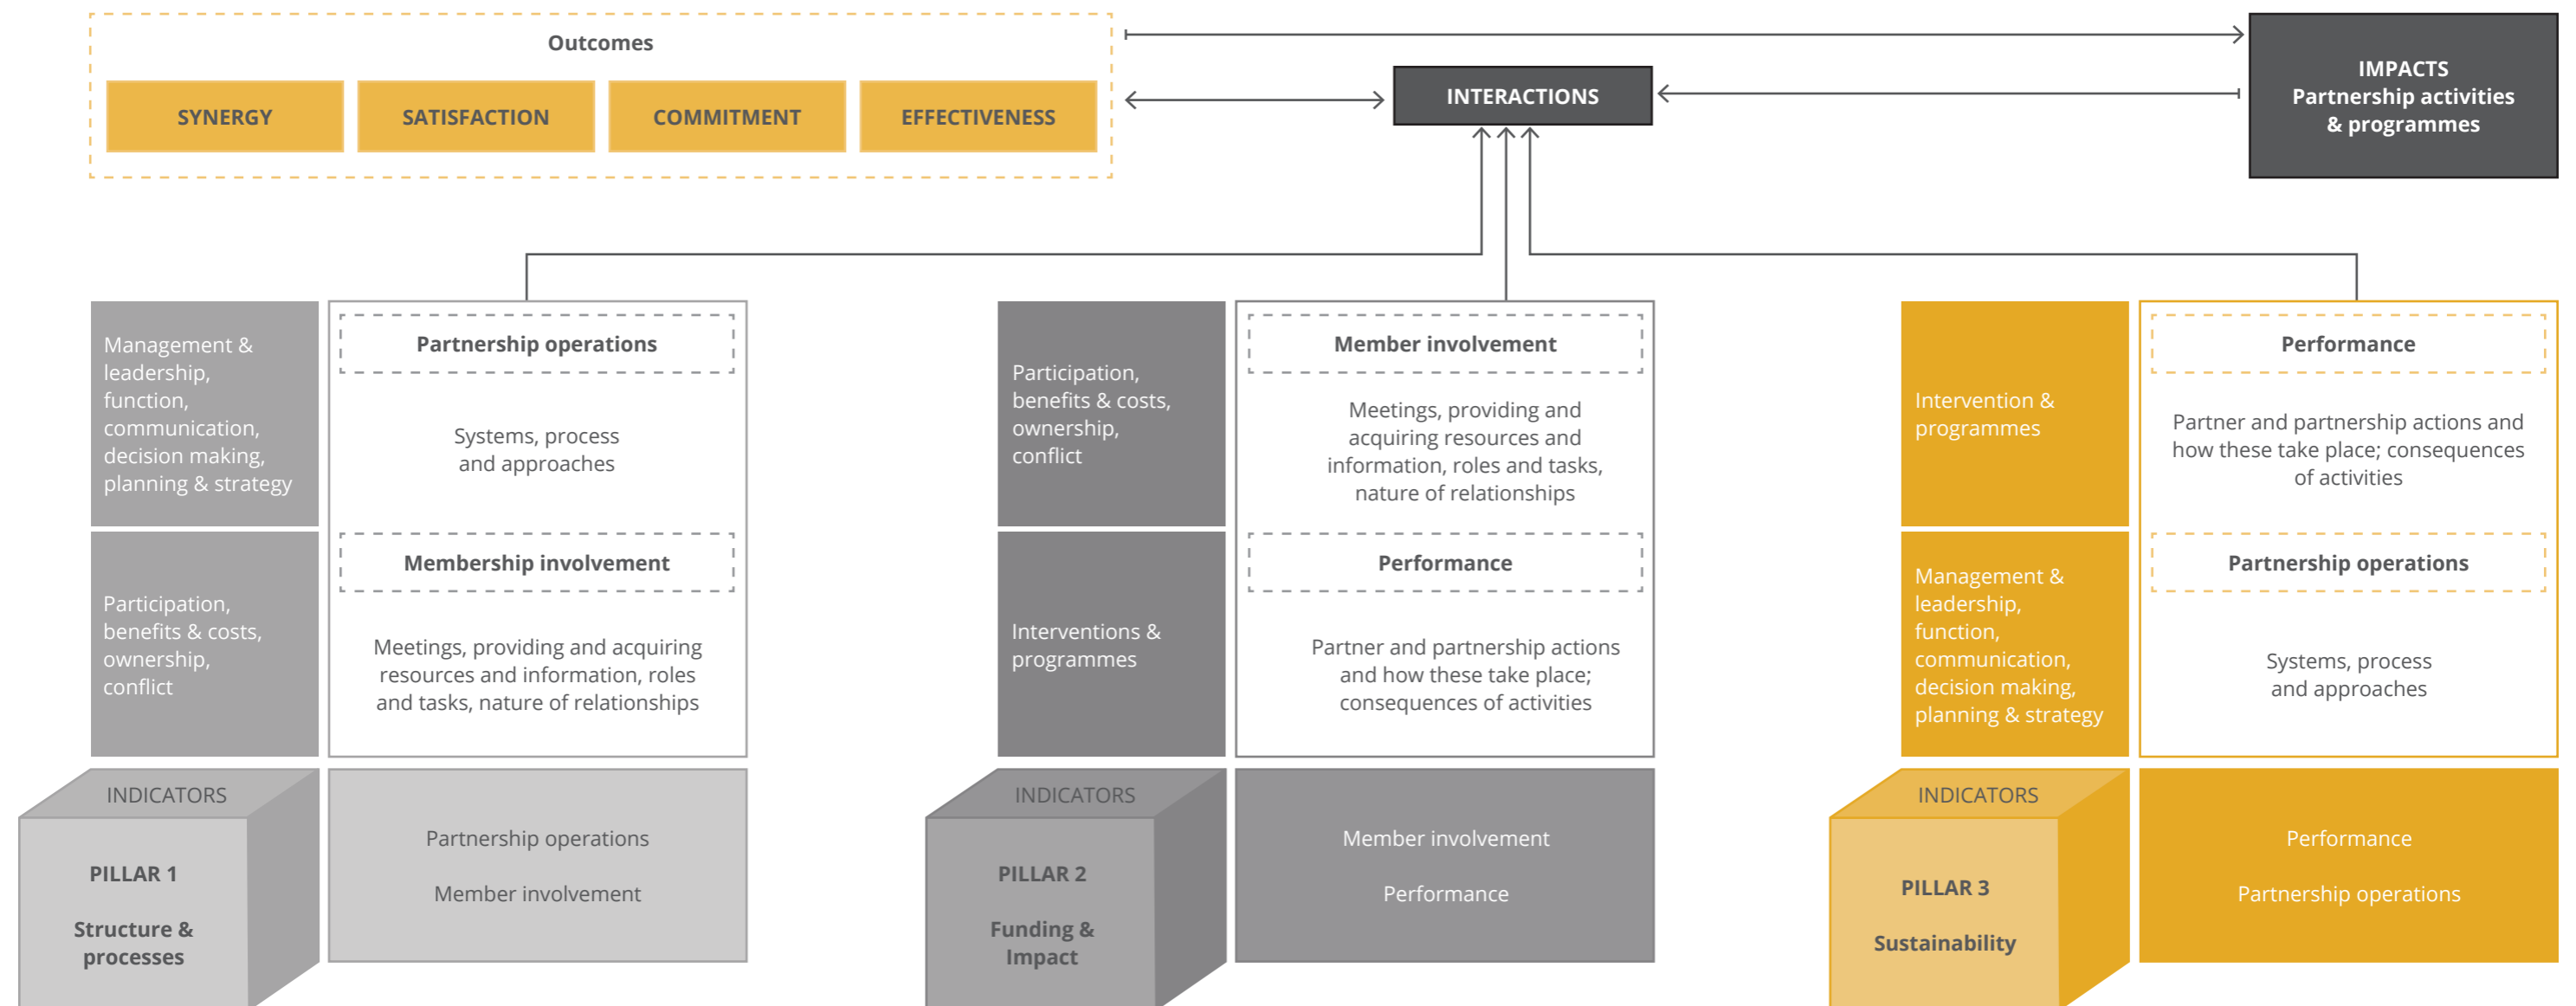 Outcomes
SYNERGY
SATISFACTION
COMMITMENT
EFFECTIVENESS
INTERACTIONS
IMPACTS
Partnership activities
& programmes
Management &
leadership,
function,
communication,
decision making,
planning & strategy
Partnership operations
Systems, process
and approaches
Participation,
benefits & costs,
ownership,
conflict
Membership involvement
Meetings, providing and acquiring
resources and information, roles
and tasks, nature of relationships
INDICATORS
PILLAR 1
Structure &
processes
Partnership operations
Member involvement
Participation,
benefits & costs,
ownership,
conflict
Member involvement
Meetings, providing and
acquiring resources and
information, roles and tasks,
nature of relationships
Interventions &
programmes
Performance
Partner and partnership actions
and how these take place;
consequences of activities
INDICATORS
PILLAR 2
Funding &
Impact
Member involvement
Performance
Intervention &
programmes
Performance
Partner and partnership actions and
how these take place; consequences
of activities
Management &
leadership,
function,
communication,
decision making,
planning & strategy
Partnership operations
Systems, process
and approaches
INDICATORS
PILLAR 3
Sustainability
Performance
Partnership operations